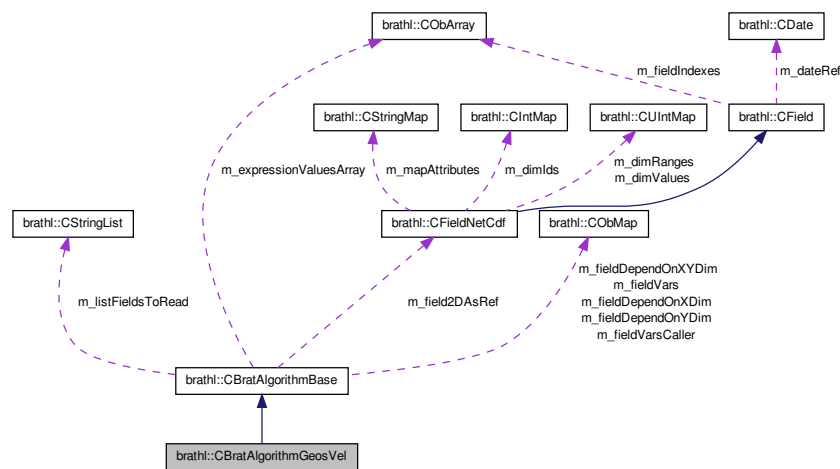 brathl::CObArray
brathl::CDate
m_fieldIndexes
m_dateRef
brathl::CStringMap
brathl::CIntMap
brathl::CUIntMap
brathl::CField
m_expressionValuesArray
m_mapAttributes
m_dimIds
m_dimRanges
m_dimValues
brathl::CStringList
brathl::CFieldNetCdf
brathl::CObMap
m_listFieldsToRead
m_field2DAsRef
m_fieldDependOnXYDim
m_fieldVars
m_fieldDependOnXDim
m_fieldDependOnYDim
m_fieldVarsCaller
brathl::CBratAlgorithmBase
brathl::CBratAlgorithmGeosVel